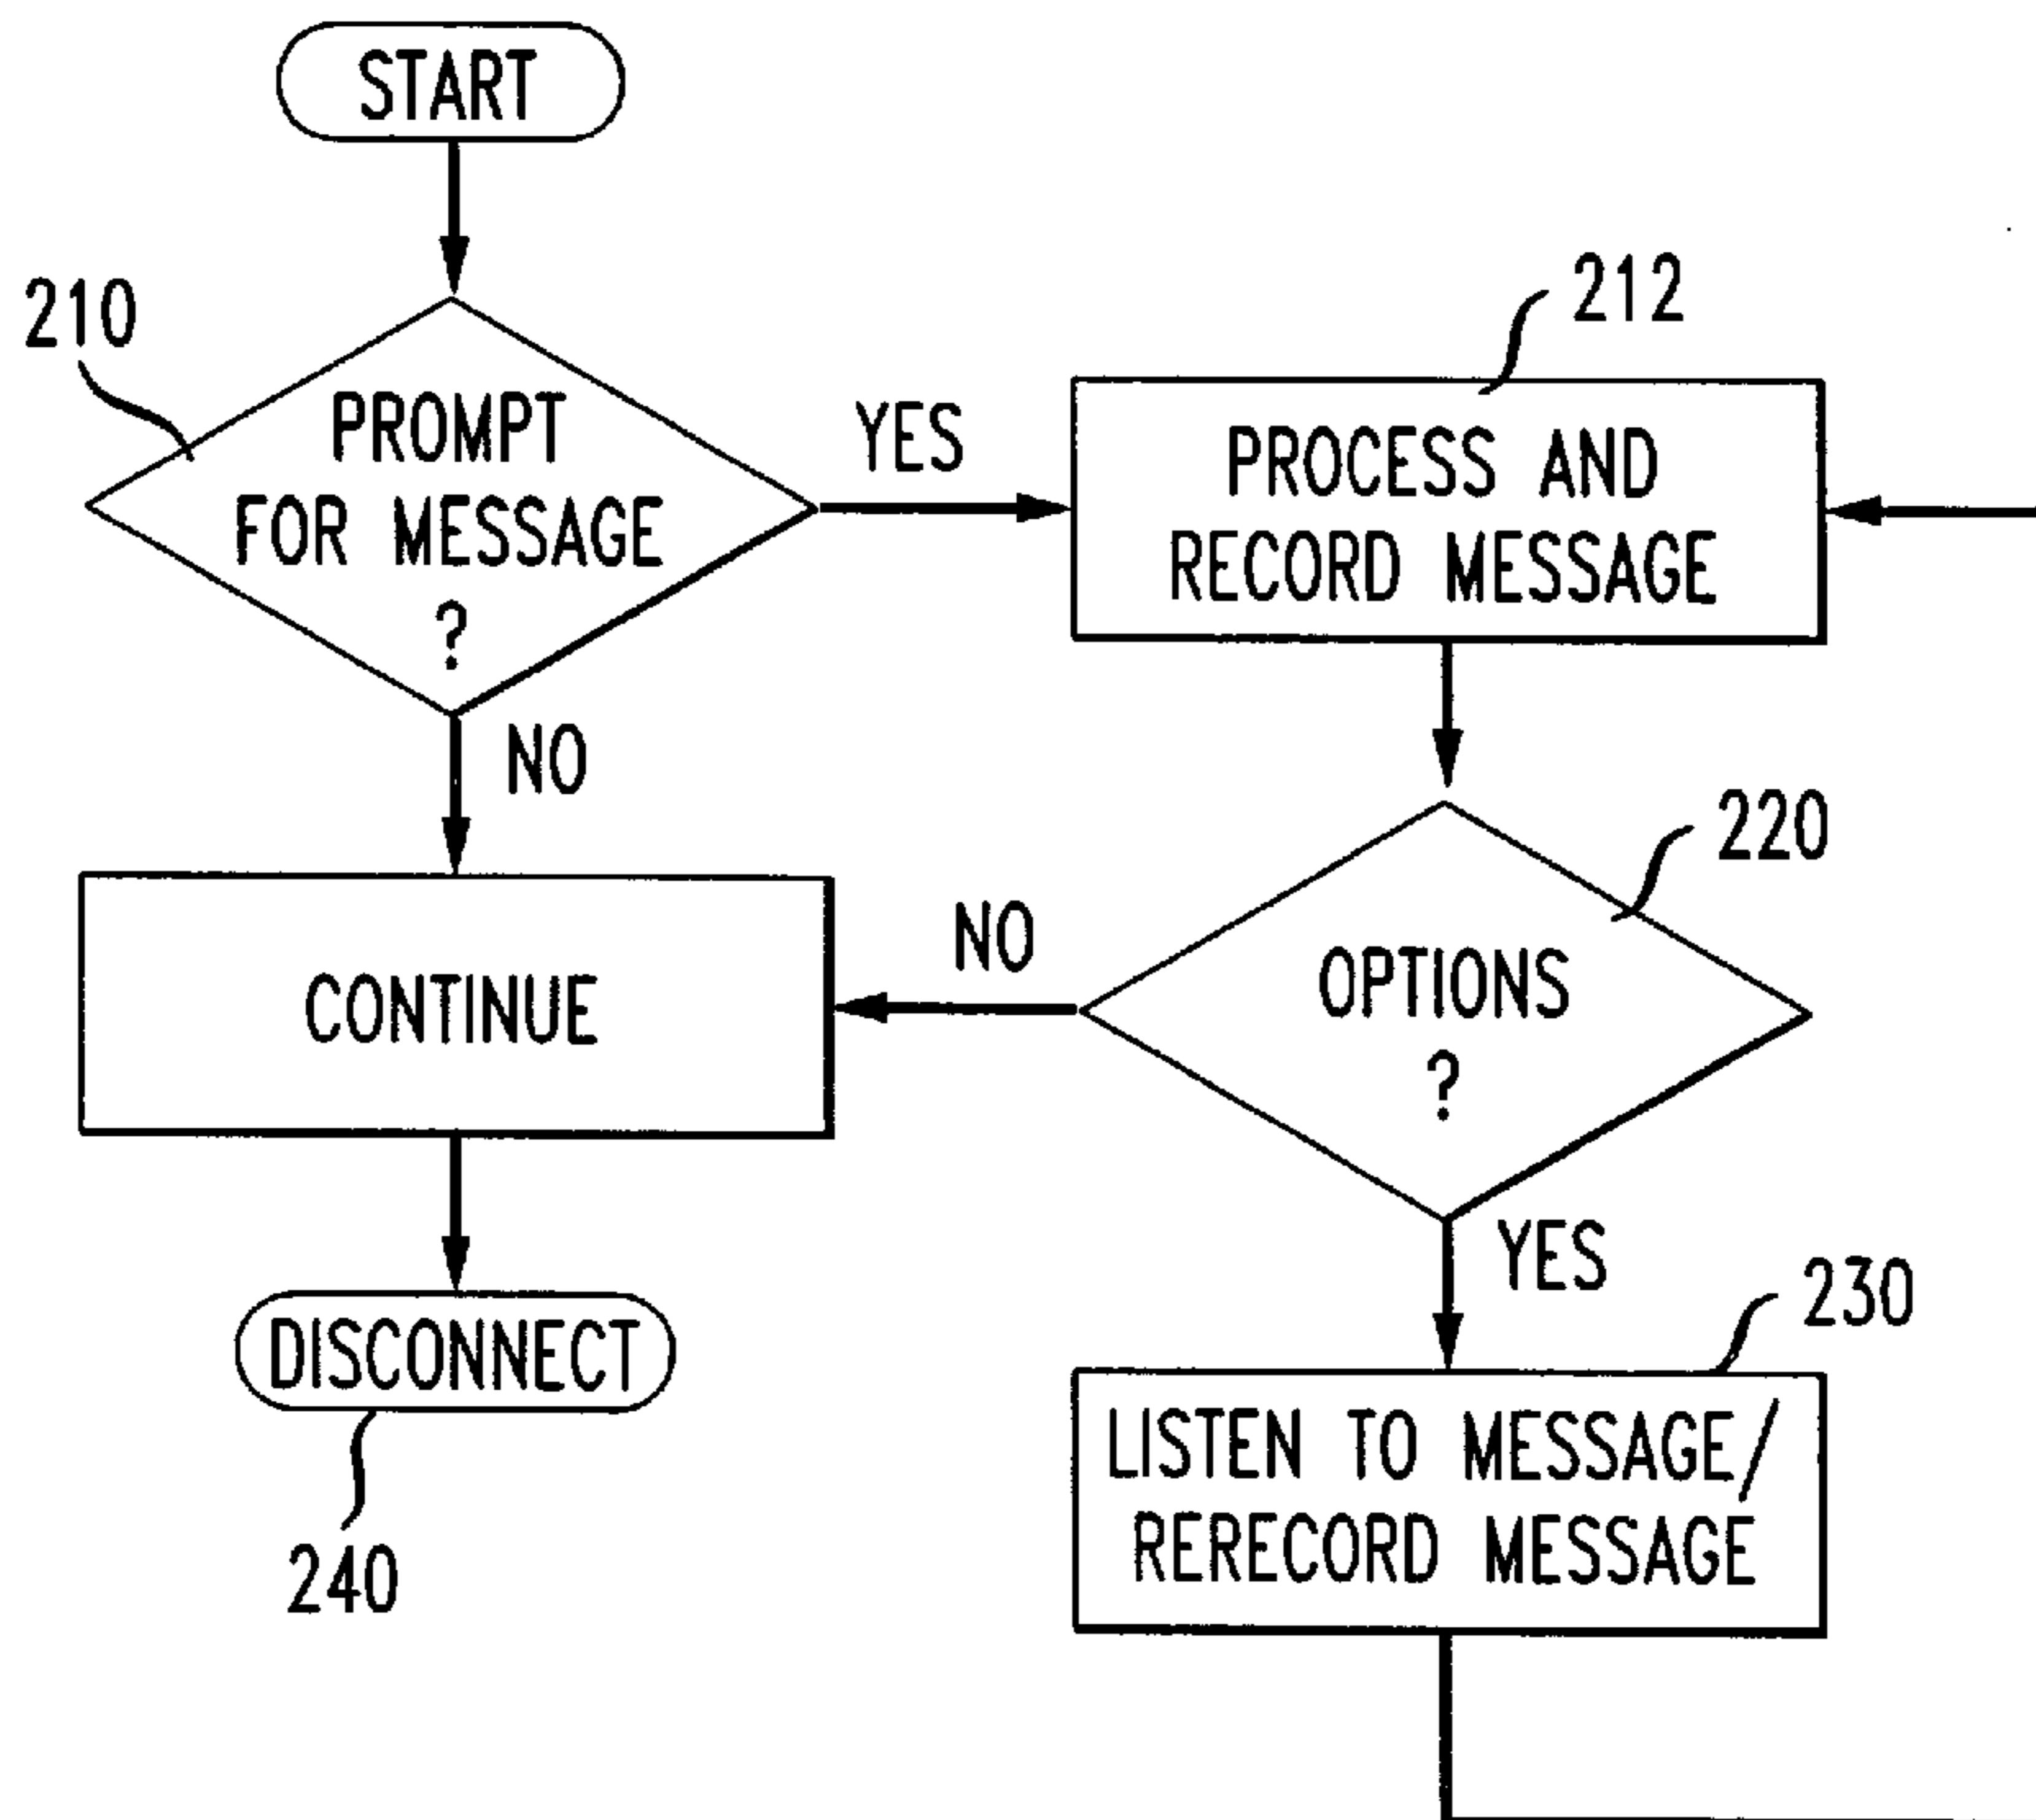 START
210
PROMPT
FOR MESSAGE
?
YES
212
PROCESS AND
RECORD MESSAGE
NO
CONTINUE
NO
220
OPTIONS
?
YES
DISCONNECT
240
230
LISTEN TO MESSAGE/
RERECORD MESSAGE